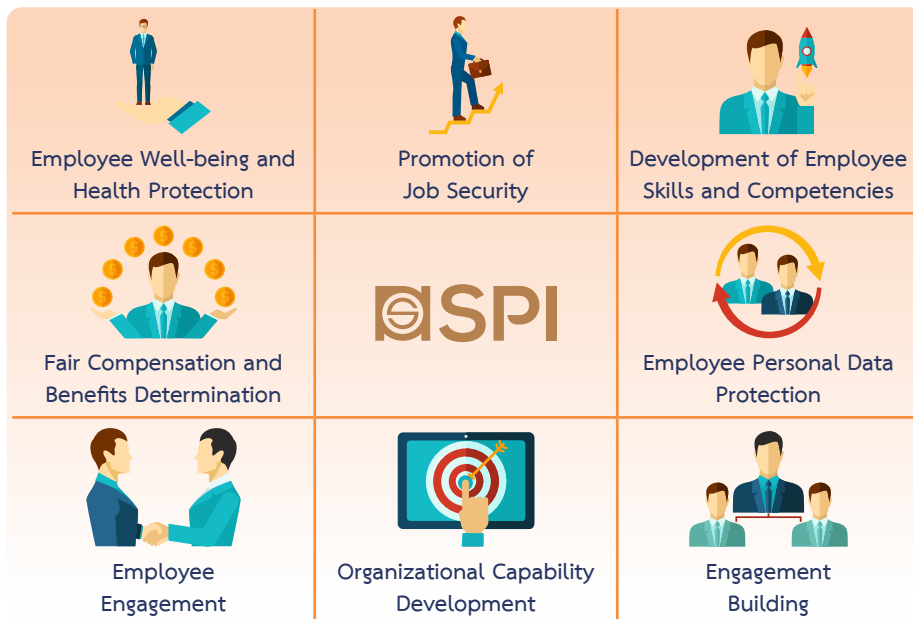 Employee Well-being and
Health Protection
Promotion of
Job Security
Development of Employee
Skills and Competencies
Fair Compensation and
Benefits Determination
SPI
Employee Personal Data
Protection
Employee
Engagement
Organizational Capability
Development
Engagement
Building